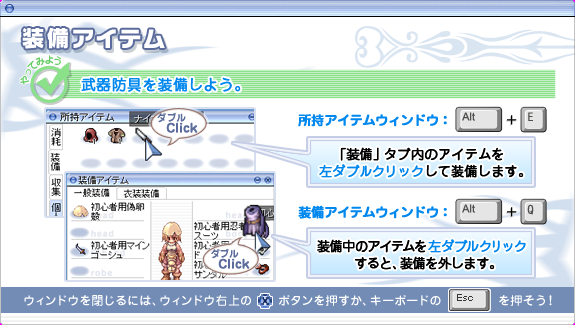 装備アイテム
やってみよう
武器防具を装備しよう。
所持アイテム
ナイ
ダブル
Click
消耗
装備
収集
個
所持アイテムウィンドウ： Alt + E
「装備」タブ内のアイテムを
左ダブルクリックして装備します。
装備アイテム
一般装備 衣装装備
初心者用偽卵
殻
初心者用マイン
ゴーシュ
初心者用忍者
スーツ
初心者用
サンダル
head
robe
ダブル
Click
装備アイテムウィンドウ： Alt + Q
装備中のアイテムを左ダブルクリック
すると、装備を外します。
ウィンドウを閉じるには、ウィンドウ右上の ボタンを押すか、キーボードの Esc を押そう！